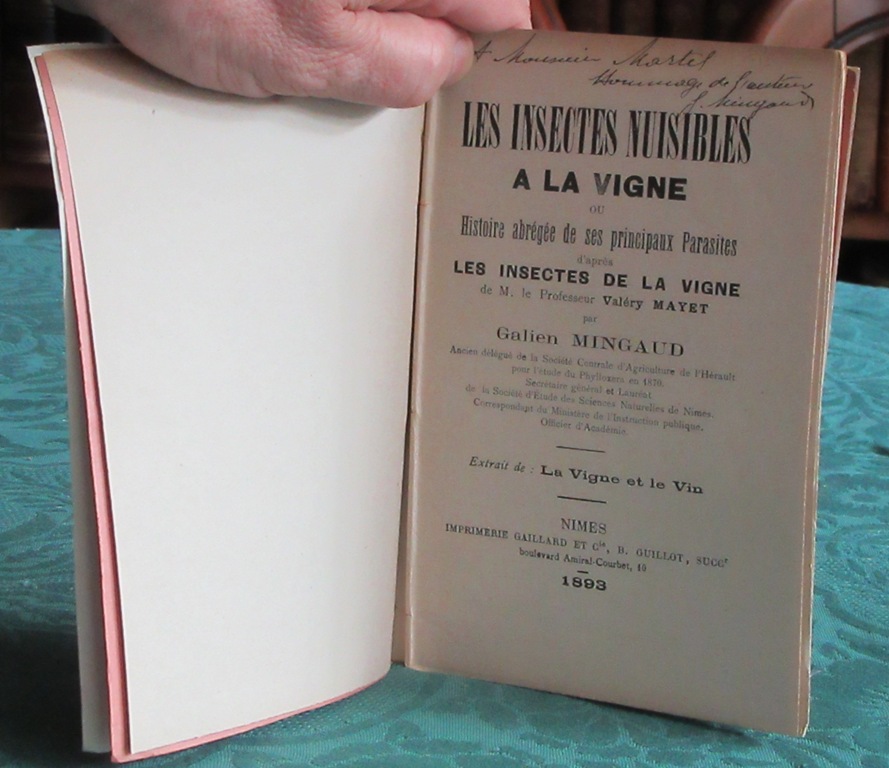 A Monsieur Martel
Hommage de l'auteur
G. Mingaud
LES INSECTES NUISIBLES
A LA VIGNE
OU
Histoire abrégée de ses principaux Parasites
d'après
LES INSECTES DE LA VIGNE
de M. le Professeur Valéry MAYET
par
Galien MINGAUD
Ancien délégué de la Société Centrale d'Agriculture de l'Hérault
pour l'étude du Phylloxera en 1870.
Secrétaire général et Lauréat
de la Société d'Étude des Sciences Naturelles de Nimes.
Correspondant du Ministère de l'Instruction publique.
Officier d'Académie.
Extrait de : La Vigne et le Vin
NIMES
IMPRIMERIE GAILLARD ET Cie, B. GUILLOT, SUCCr
boulevard Amiral-Courbet, 10
1893